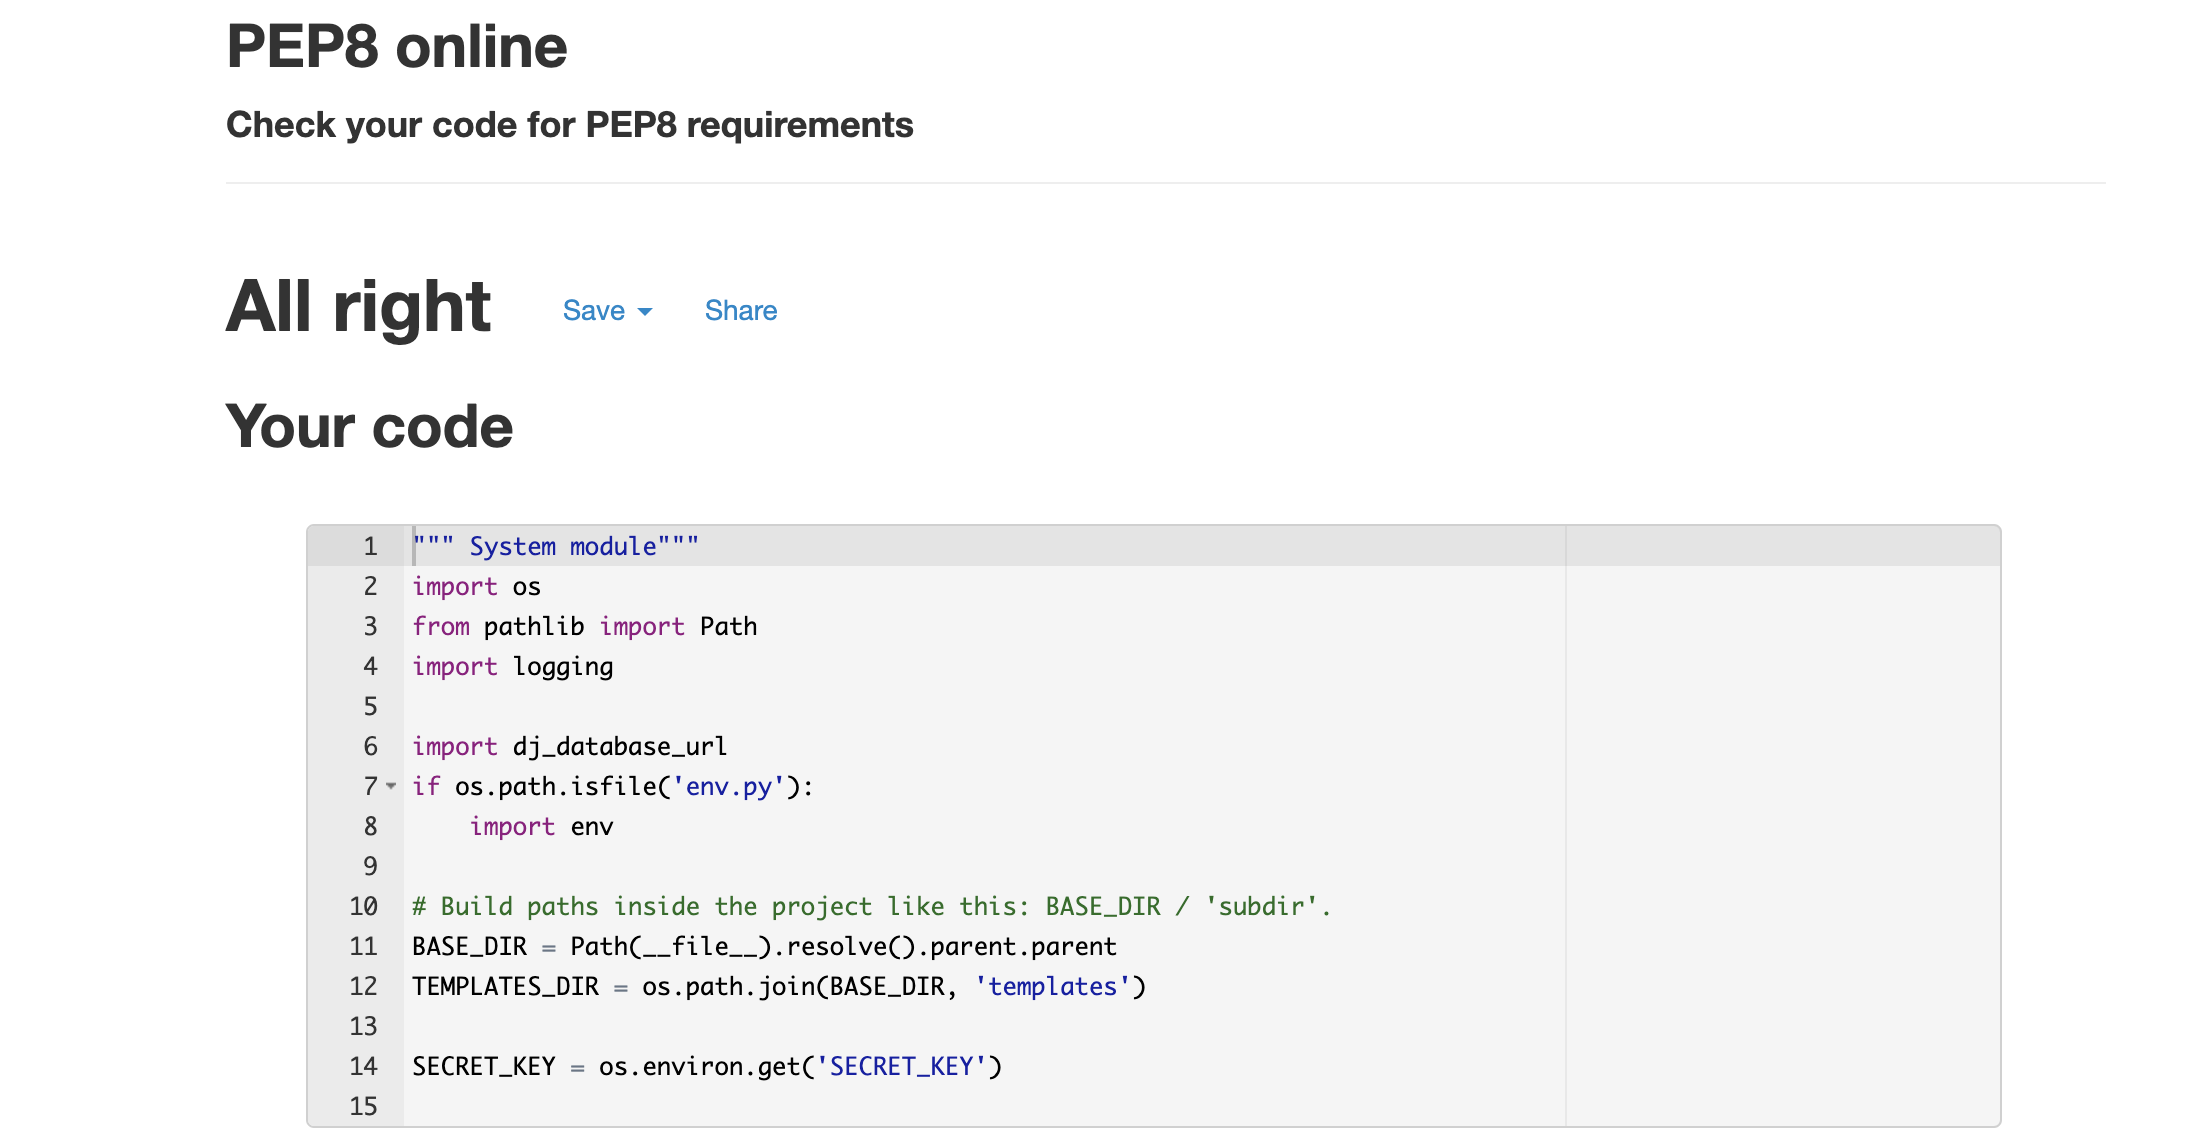 PEP8 online
Check your code for PEP8 requirements
All right Save Share
Your code
1 """ System module"""
2 import os
3 from pathlib import Path
4 import logging
5
6 import dj_database_url
7 if os.path.isfile('env.py'):
8     import env
9
10 # Build paths inside the project like this: BASE_DIR / 'subdir'.
11 BASE_DIR = Path(__file__).resolve().parent.parent
12 TEMPLATES_DIR = os.path.join(BASE_DIR, 'templates')
13
14 SECRET_KEY = os.environ.get('SECRET_KEY')
15